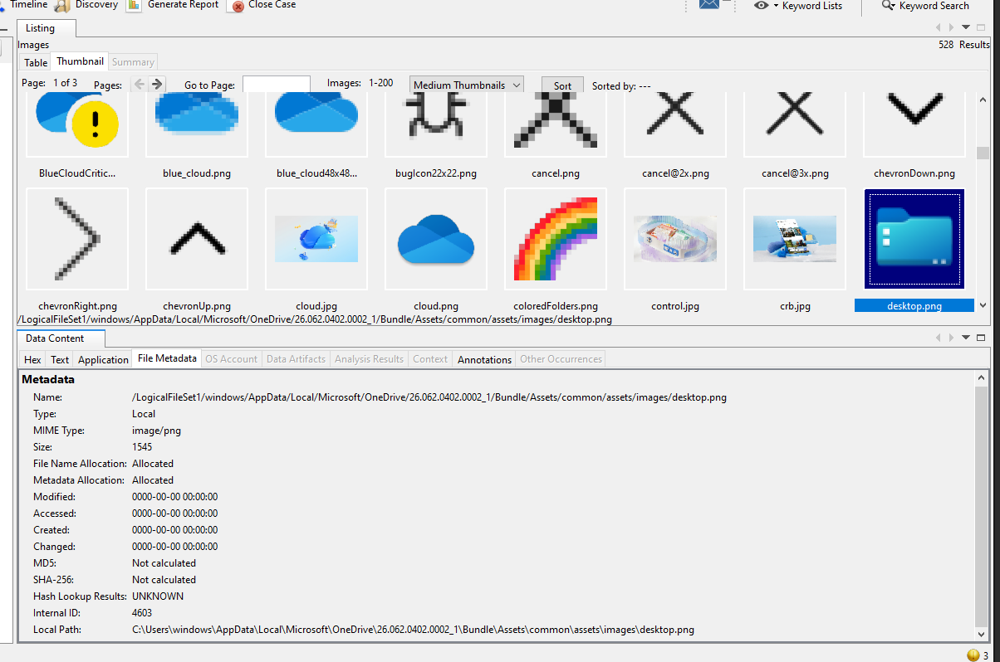 Timeline Discovery Generate Report Close Case Keyword Lists Keyword Search
Listing
Images 528 Results
Table Thumbnail Summary
Page: 1 of 3 Pages: Go to Page: Images: 1-200 Medium Thumbnails Sort Sorted by: ---
BlueCloudCritic... blue_cloud.png blue_cloud48x48... bugIcon22x22.png cancel.png cancel@2x.png cancel@3x.png chevronDown.png
chevronRight.png chevronUp.png cloud.jpg cloud.png coloredFolders.png control.jpg crb.jpg desktop.png
/LogicalFileSet1/windows/AppData/Local/Microsoft/OneDrive/26.062.0402.0002_1/Bundle/Assets/common/assets/images/desktop.png
Data Content
Hex Text Application File Metadata OS Account Data Artifacts Analysis Results Context Annotations Other Occurrences
Metadata
Name: /LogicalFileSet1/windows/AppData/Local/Microsoft/OneDrive/26.062.0402.0002_1/Bundle/Assets/common/assets/images/desktop.png
Type: Local
MIME Type: image/png
Size: 1545
File Name Allocation: Allocated
Metadata Allocation: Allocated
Modified: 0000-00-00 00:00:00
Accessed: 0000-00-00 00:00:00
Created: 0000-00-00 00:00:00
Changed: 0000-00-00 00:00:00
MD5: Not calculated
SHA-256: Not calculated
Hash Lookup Results: UNKNOWN
Internal ID: 4603
Local Path: C:\Users\windows\AppData\Local\Microsoft\OneDrive\26.062.0402.0002_1\Bundle\Assets\common\assets\images\desktop.png
3